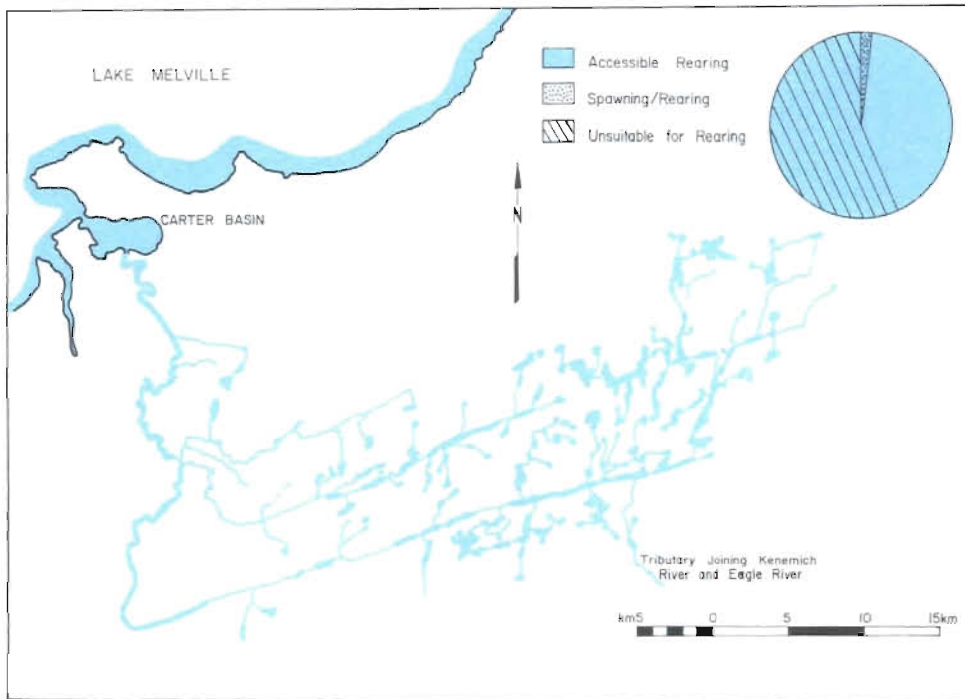 LAKE MELVILLE
Accessible Rearing
Spawning/Rearing
Unsuitable for Rearing
CARTER BASIN
N
Tributary Joining Kenemich
River and Eagle River
km5 0 5 10 15km